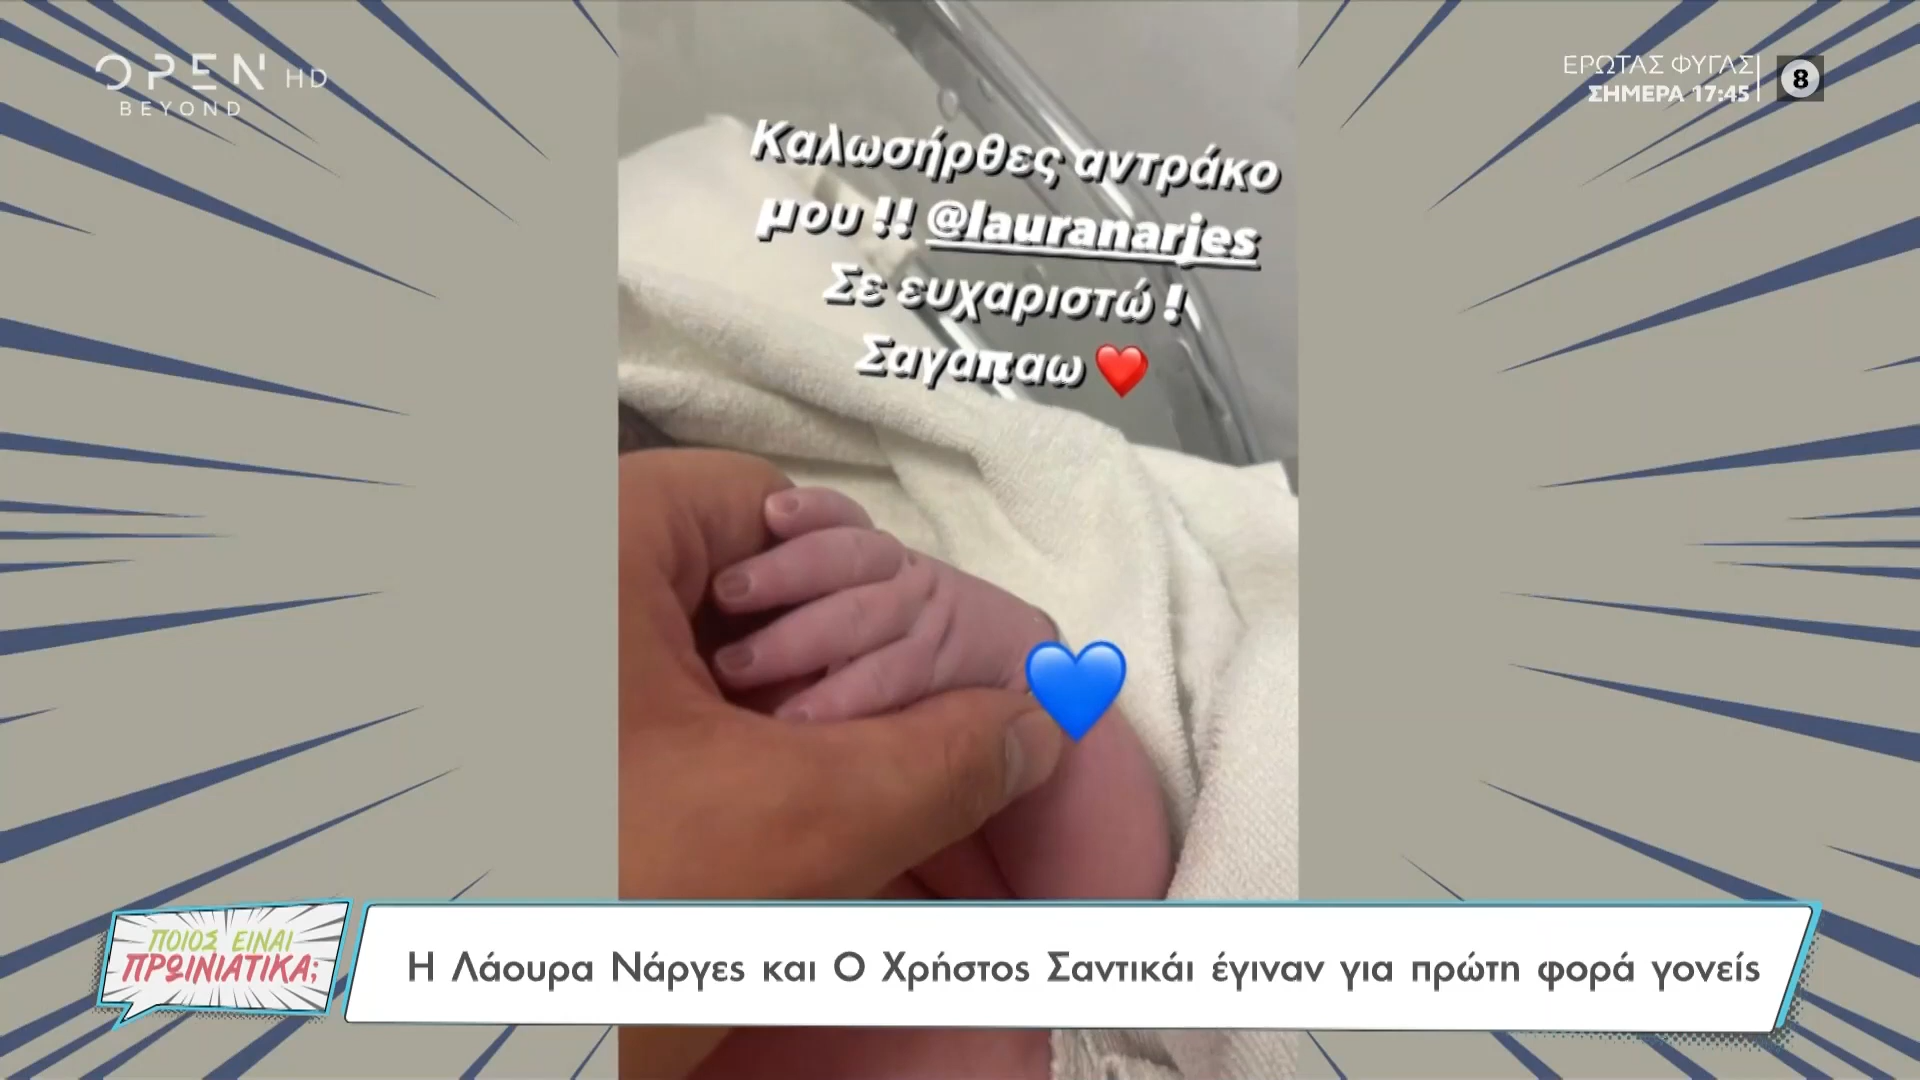 OPEN HD
BEYOND
ΕΡΩΤΑΣ ΦΥΓΑΣ
ΣΗΜΕΡΑ 17:45
8
Καλωσήρθες αντράκο
μου !! @lauranarjes
Σε ευχαριστώ !
Σαγαπαω ❤️
💙
ΠΟΙΟΣ ΕΙΝΑΙ
ΠΡΩΙΝΙΑΤΙΚΑ;
Η Λάουρα Νάργες και Ο Χρήστος Σαντικάι έγιναν για πρώτη φορά γονείς